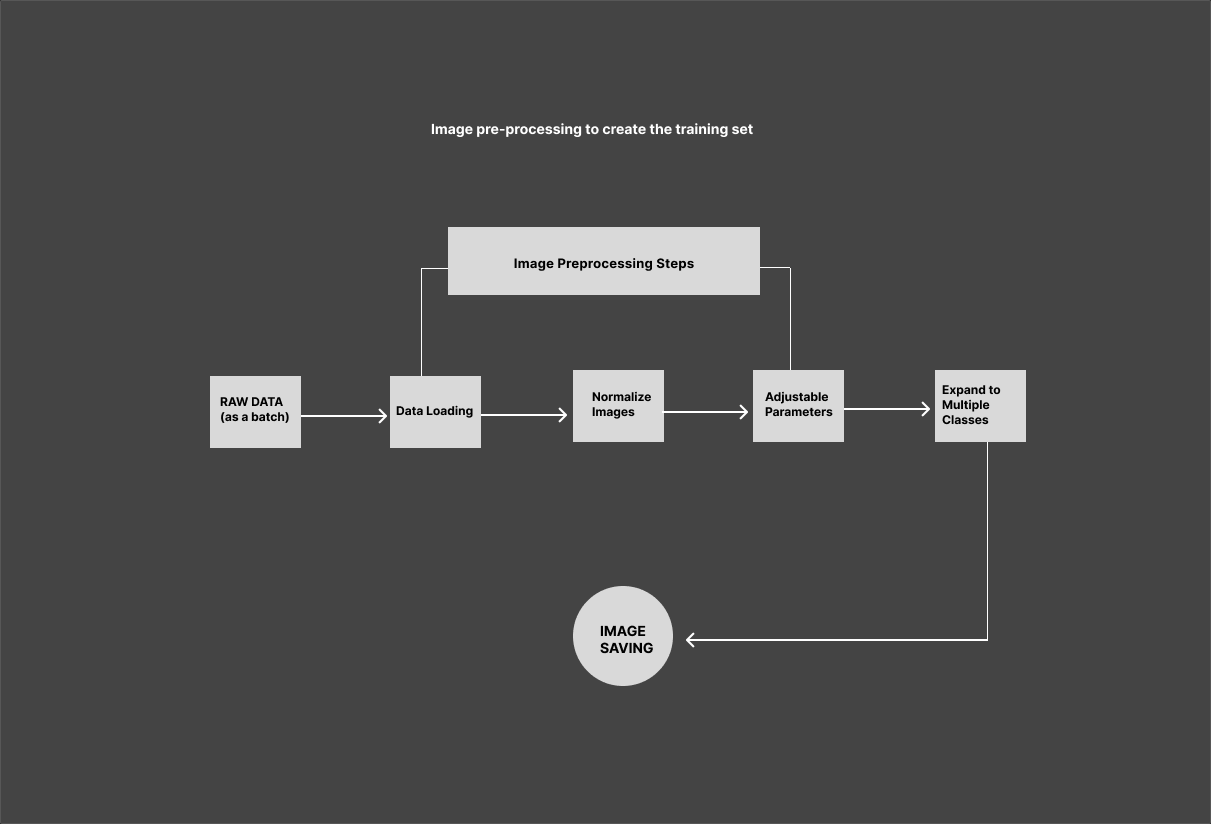 Image pre-processing to create the training set
Image Preprocessing Steps
RAW DATA
(as a batch)
Data Loading
Normalize
Images
Adjustable
Parameters
Expand to
Multiple
Classes
IMAGE
SAVING